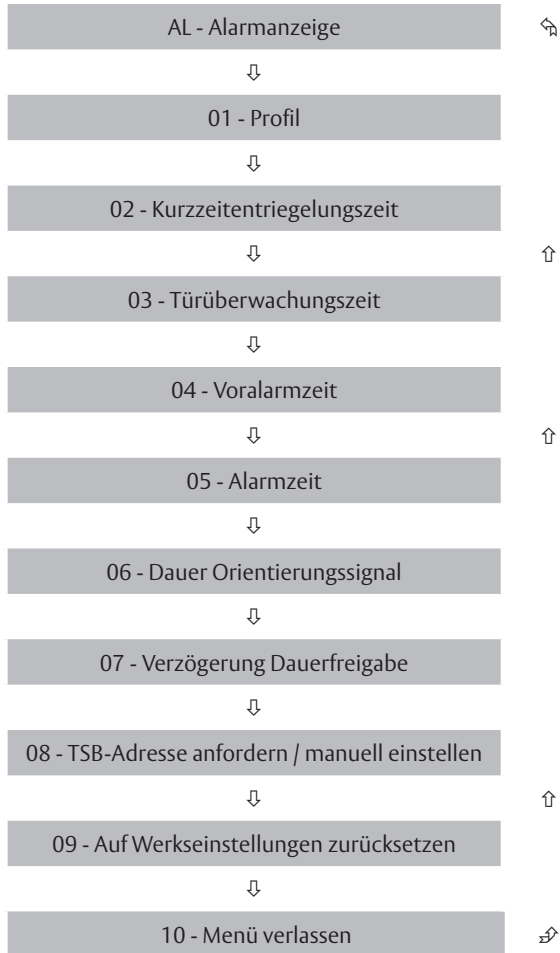 AL - Alarmanzeige
01 - Profil
02 - Kurzzeitentriegelungszeit
03 - Türüberwachungszeit
04 - Voralarmzeit
05 - Alarmzeit
06 - Dauer Orientierungssignal
07 - Verzögerung Dauerfreigabe
08 - TSB-Adresse anfordern / manuell einstellen
09 - Auf Werkseinstellungen zurücksetzen
10 - Menü verlassen